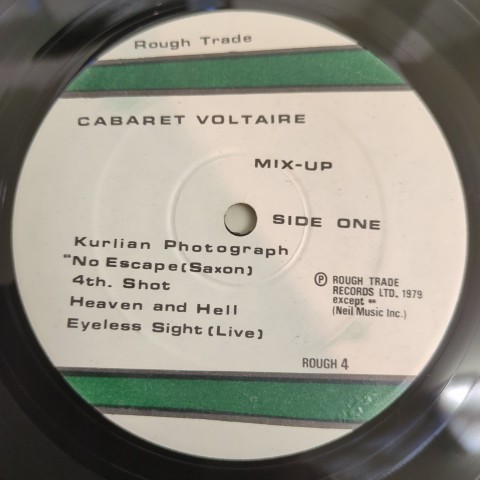 Rough Trade
CABARET VOLTAIRE
MIX-UP
SIDE ONE
Kurlian Photograph
**No Escape(Saxon)
4th. Shot
Heaven and Hell
Eyeless Sight(Live)
Ⓟ ROUGH TRADE
RECORDS LTD. 1979
except **
(Neil Music Inc.)
ROUGH 4